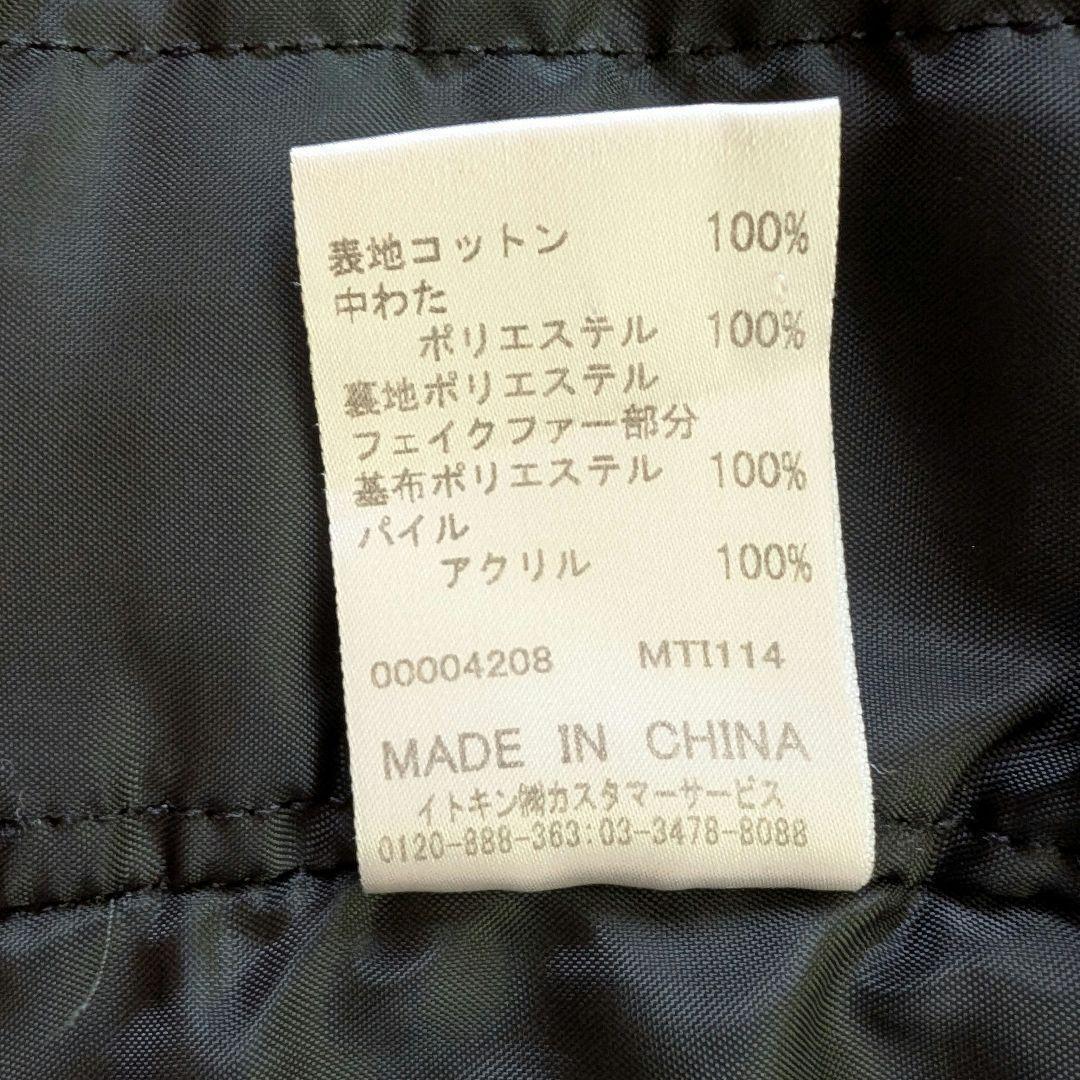 表地コットン 100%
中わた
ポリエステル 100%
裏地ポリエステル
フェイクファー部分
基布ポリエステル 100%
パイル
アクリル 100%
00004208 MTI114
MADE IN CHINA
イトキン㈱カスタマーサービス
0120-888-363:03-3478-8088